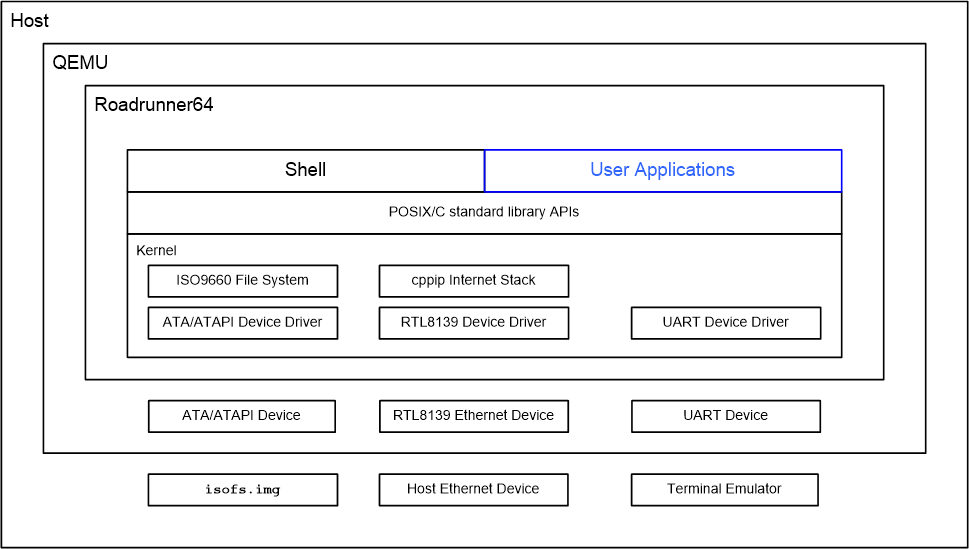 Host
QEMU
Roadrunner64
Shell
User Applications
POSIX/C standard library APIs
Kernel
ISO9660 File System
cppip Internet Stack
ATA/ATAPI Device Driver
RTL8139 Device Driver
UART Device Driver
ATA/ATAPI Device
RTL8139 Ethernet Device
UART Device
isofs.img
Host Ethernet Device
Terminal Emulator